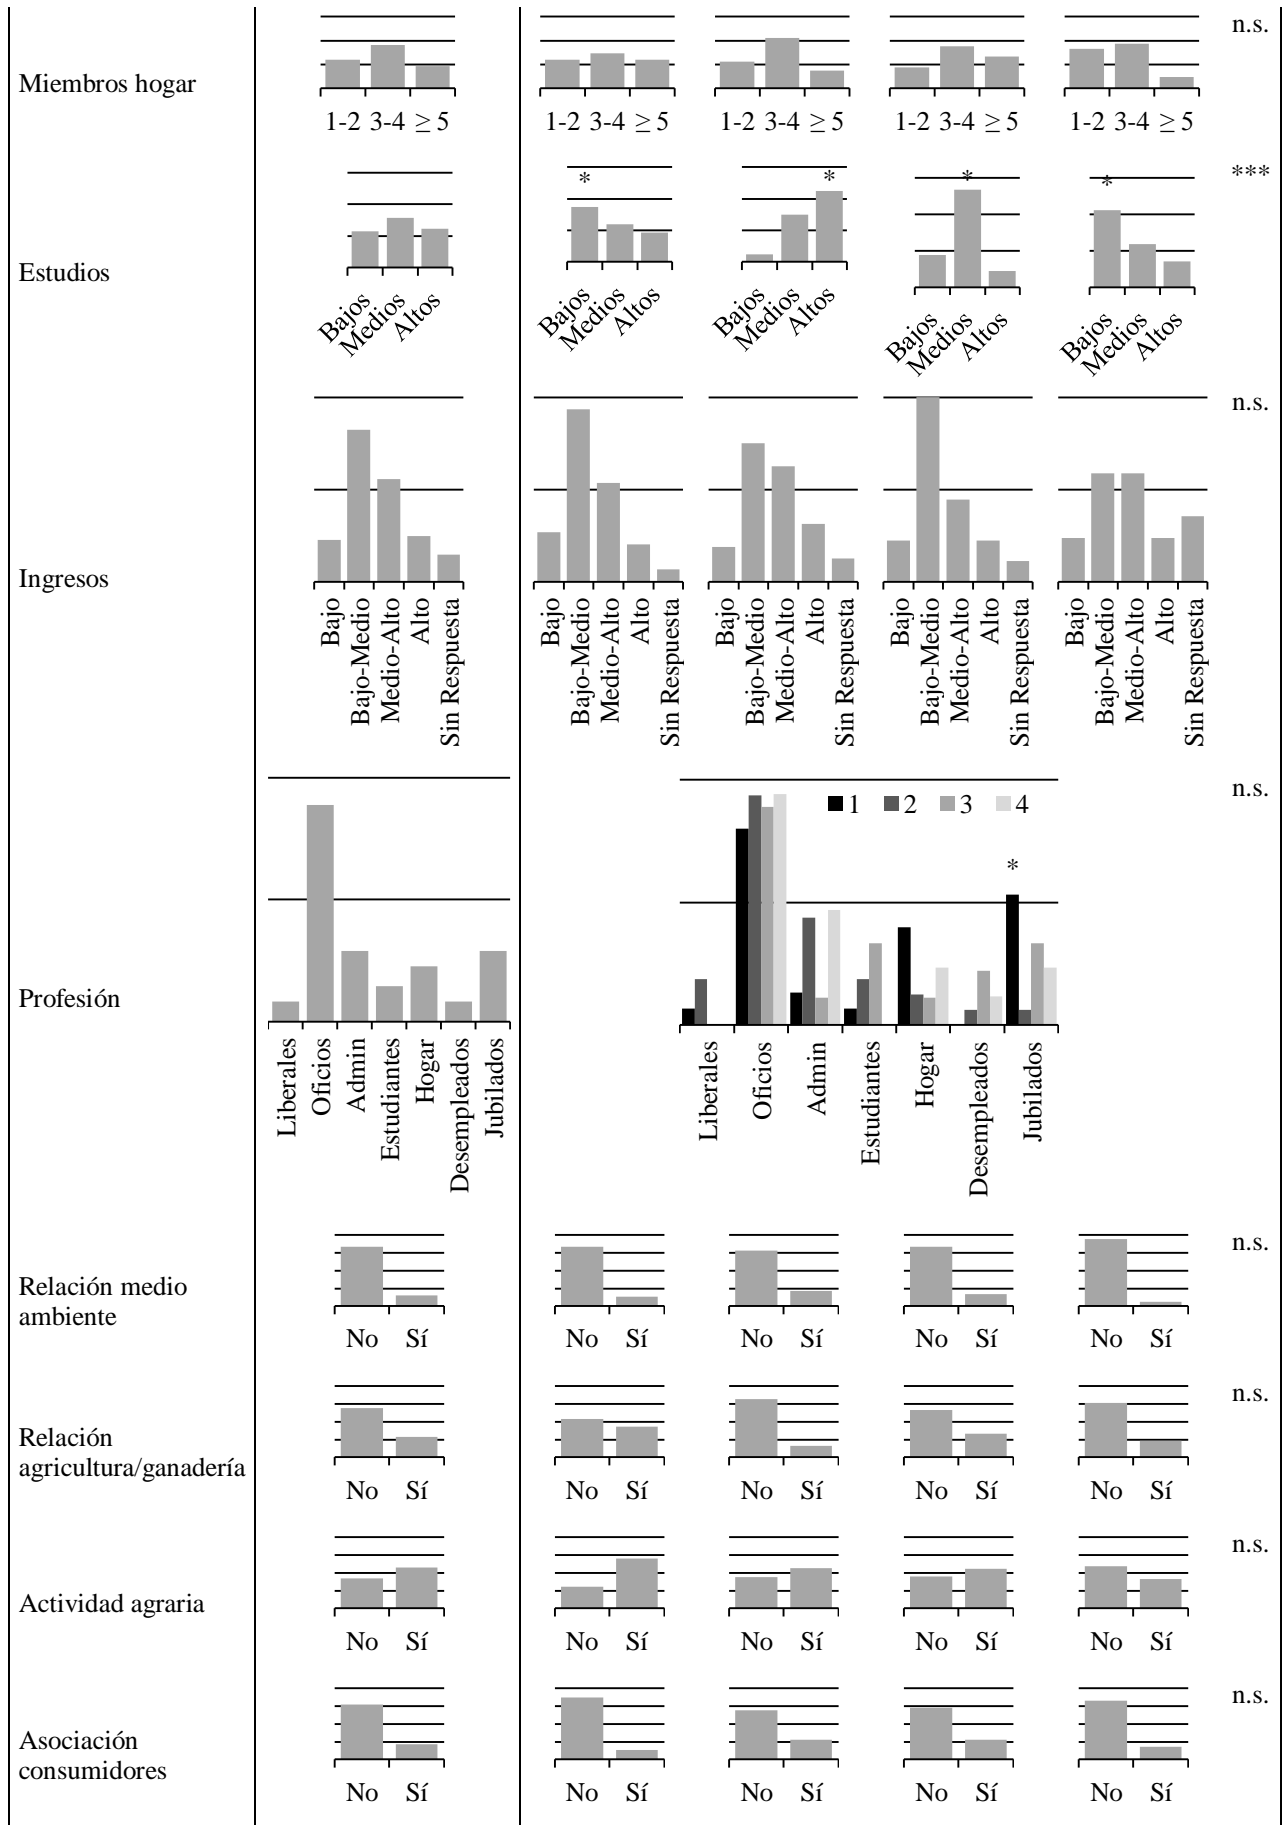 n.s.
Miembros hogar
1-2 3-4 ≥ 5
1-2 3-4 ≥ 5
1-2 3-4 ≥ 5
1-2 3-4 ≥ 5
1-2 3-4 ≥ 5
***
* * * *
Estudios
Bajos Medios Altos
Bajos Medios Altos
Bajos Medios Altos
Bajos Medios Altos
Bajos Medios Altos
n.s.
Ingresos
Bajo Bajo-Medio Medio-Alto Alto Sin Respuesta
Bajo Bajo-Medio Medio-Alto Alto Sin Respuesta
Bajo Bajo-Medio Medio-Alto Alto Sin Respuesta
Bajo Bajo-Medio Medio-Alto Alto Sin Respuesta
Bajo Bajo-Medio Medio-Alto Alto Sin Respuesta
n.s.
1 2 3 4
*
Profesión
Liberales Oficios Admin Estudiantes Hogar Desempleados Jubilados
Liberales Oficios Admin Estudiantes Hogar Desempleados Jubilados
n.s.
Relación medio
ambiente
No Sí No Sí No Sí No Sí No Sí
n.s.
Relación
agricultura/ganadería
No Sí No Sí No Sí No Sí No Sí
n.s.
Actividad agraria
No Sí No Sí No Sí No Sí No Sí
n.s.
Asociación
consumidores
No Sí No Sí No Sí No Sí No Sí